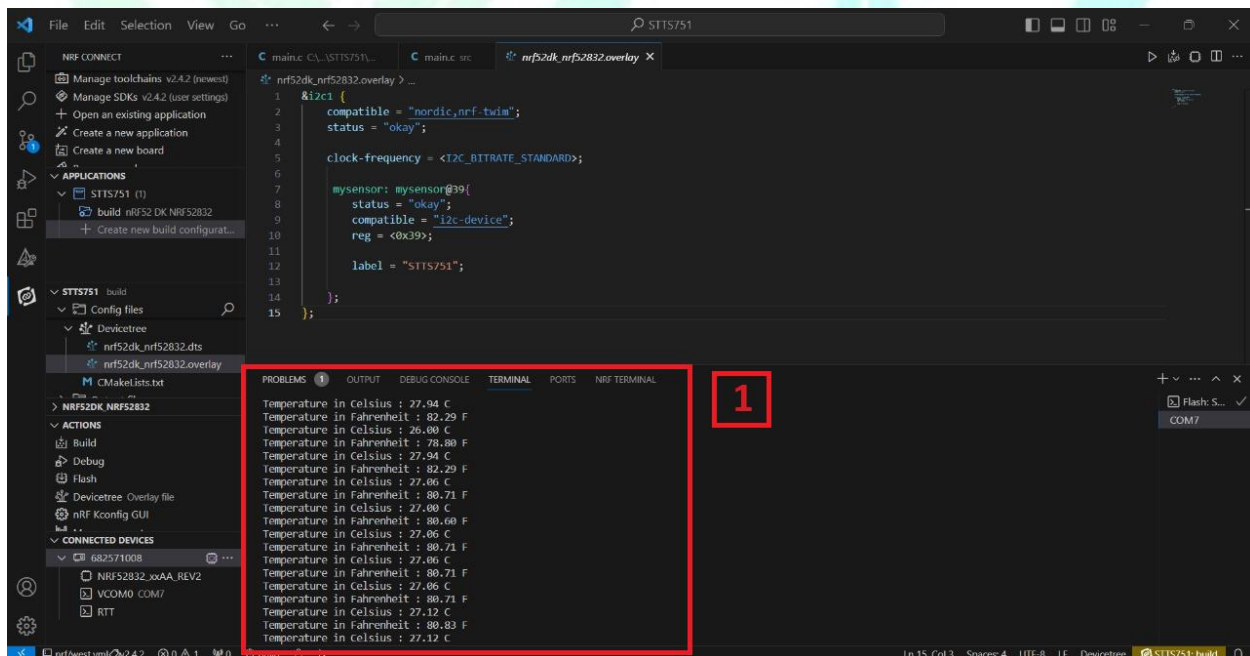 File Edit Selection View Go ... STTS751
NRF CONNECT
Manage toolchains v2.4.2 (newest)
Manage SDKs v2.4.2 (user settings)
Open an existing application
Create a new application
Create a new board
APPLICATIONS
STTS751 (1)
build nRF52 DK NRF52832
Create new build configurat...
STTS751 build
Config files
Devicetree
nrf52dk_nrf52832.dts
nrf52dk_nrf52832.overlay
CMakeLists.txt
NRF52DK_NRF52832
ACTIONS
Build
Debug
Flash
Devicetree Overlay file
nRF Kconfig GUI
CONNECTED DEVICES
682571008
NRF52832_xxAA_REV2
VCOM0 COM7
RTT
main.c C:\...\STTS751\... main.c src nrf52dk_nrf52832.overlay
nrf52dk_nrf52832.overlay > ...
1 &i2c1 {
2 compatible = "nordic,nrf-twim";
3 status = "okay";
4
5 clock-frequency = <I2C_BITRATE_STANDARD>;
6
7 mysensor: mysensor@39{
8 status = "okay";
9 compatible = "i2c-device";
10 reg = <0x39>;
11
12 label = "STTS751";
13
14 };
15 };
PROBLEMS 1 OUTPUT DEBUG CONSOLE TERMINAL PORTS NRF TERMINAL
Temperature in Celsius : 27.94 C
Temperature in Fahrenheit : 82.29 F
Temperature in Celsius : 26.00 C
Temperature in Fahrenheit : 78.80 F
Temperature in Celsius : 27.94 C
Temperature in Fahrenheit : 82.29 F
Temperature in Celsius : 27.06 C
Temperature in Fahrenheit : 80.71 F
Temperature in Celsius : 27.00 C
Temperature in Fahrenheit : 80.60 F
Temperature in Celsius : 27.06 C
Temperature in Fahrenheit : 80.71 F
Temperature in Celsius : 27.06 C
Temperature in Fahrenheit : 80.71 F
Temperature in Celsius : 27.06 C
Temperature in Fahrenheit : 80.71 F
Temperature in Celsius : 27.12 C
Temperature in Fahrenheit : 80.83 F
Temperature in Celsius : 27.12 C
1
Flash: S...
COM7
Ln 15, Col 3 Spaces: 4 UTF-8 LF Devicetree STTS751: build